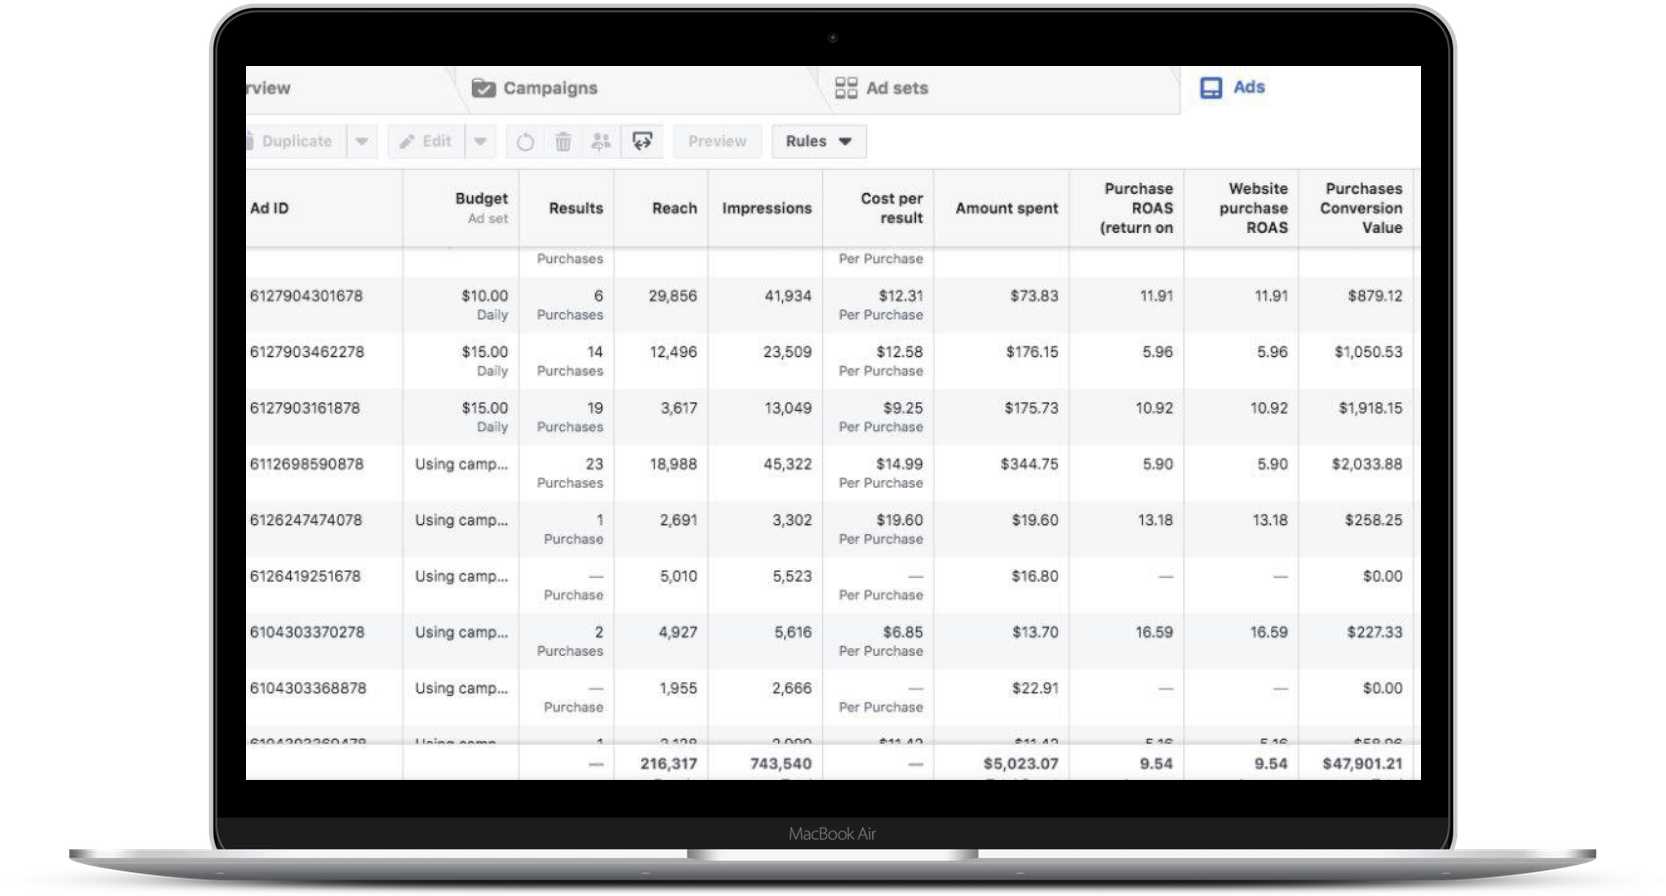 rview Campaigns Ad sets Ads
Duplicate Edit Preview Rules
Ad ID Budget Ad set Results Reach Impressions Cost per result Amount spent Purchase ROAS (return on Website purchase ROAS Purchases Conversion Value
Purchases Per Purchase
6127904301678 $10.00 6 29,856 41,934 $12.31 $73.83 11.91 11.91 $879.12
Daily Purchases Per Purchase
6127903462278 $15.00 14 12,496 23,509 $12.58 $176.15 5.96 5.96 $1,050.53
Daily Purchases Per Purchase
6127903161878 $15.00 19 3,617 13,049 $9.25 $175.73 10.92 10.92 $1,918.15
Daily Purchases Per Purchase
6112698590878 Using camp... 23 18,988 45,322 $14.99 $344.75 5.90 5.90 $2,033.88
Purchases Per Purchase
6126247474078 Using camp... 1 2,691 3,302 $19.60 $19.60 13.18 13.18 $258.25
Purchase Per Purchase
6126419251678 Using camp... — 5,010 5,523 — $16.80 — — $0.00
Purchase Per Purchase
6104303370278 Using camp... 2 4,927 5,616 $6.85 $13.70 16.59 16.59 $227.33
Purchases Per Purchase
6104303368878 Using camp... — 1,955 2,666 — $22.91 — — $0.00
Purchase Per Purchase
— 216,317 743,540 — $5,023.07 9.54 9.54 $47,901.21
MacBook Air